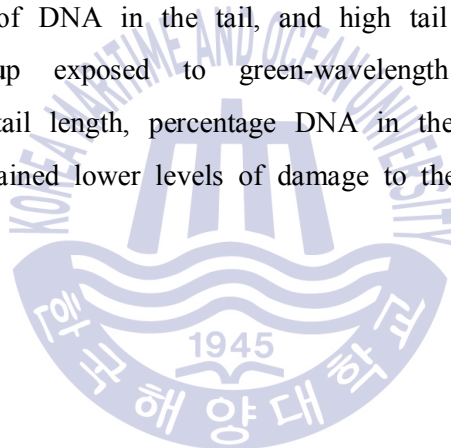 of DNA in the tail, and high tail
up exposed to green-wavelength
tail length, percentage DNA in the
ained lower levels of damage to the
KOREA MARITIME AND OCEAN UNIVERSITY
1945
한국해양대학교